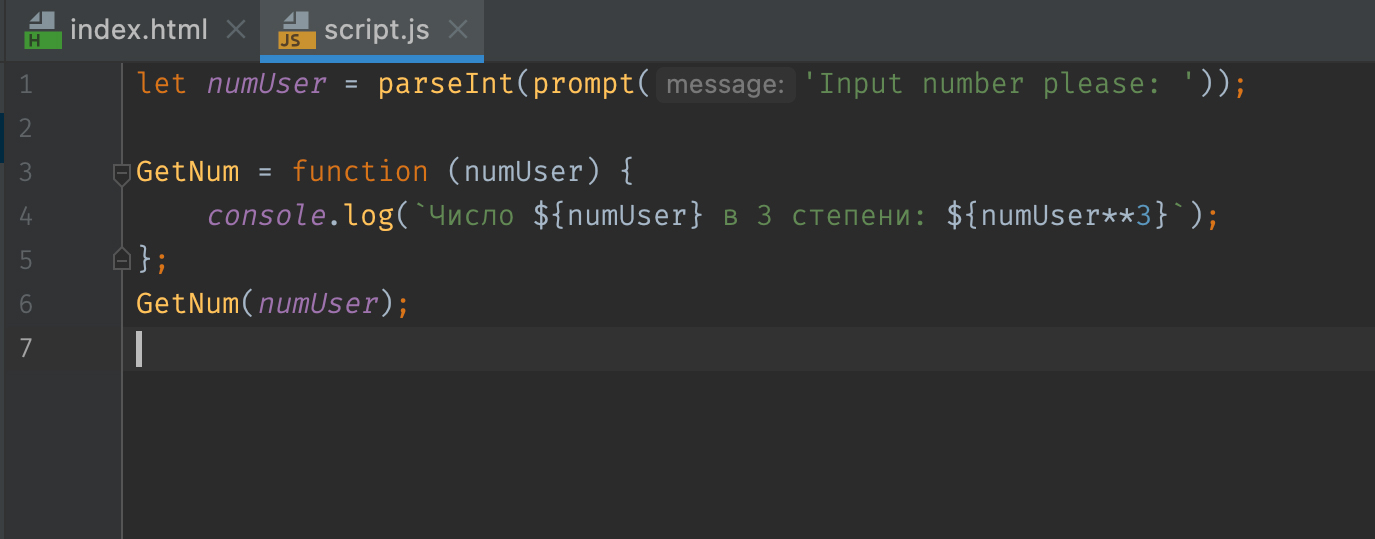 index.html script.js
1 let numUser = parseInt(prompt( message: 'Input number please: '));
2
3 GetNum = function (numUser) {
4 console.log(`Число ${numUser} в 3 степени: ${numUser**3}`);
5 };
6 GetNum(numUser);
7